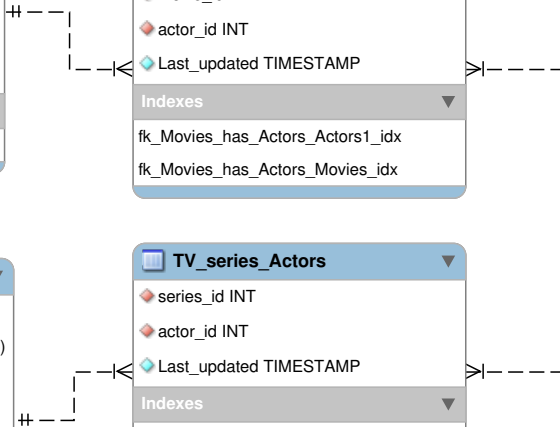 actor_id INT
Last_updated TIMESTAMP
Indexes
fk_Movies_has_Actors_Actors1_idx
fk_Movies_has_Actors_Movies_idx
TV_series_Actors
series_id INT
actor_id INT
)
Last_updated TIMESTAMP
Indexes